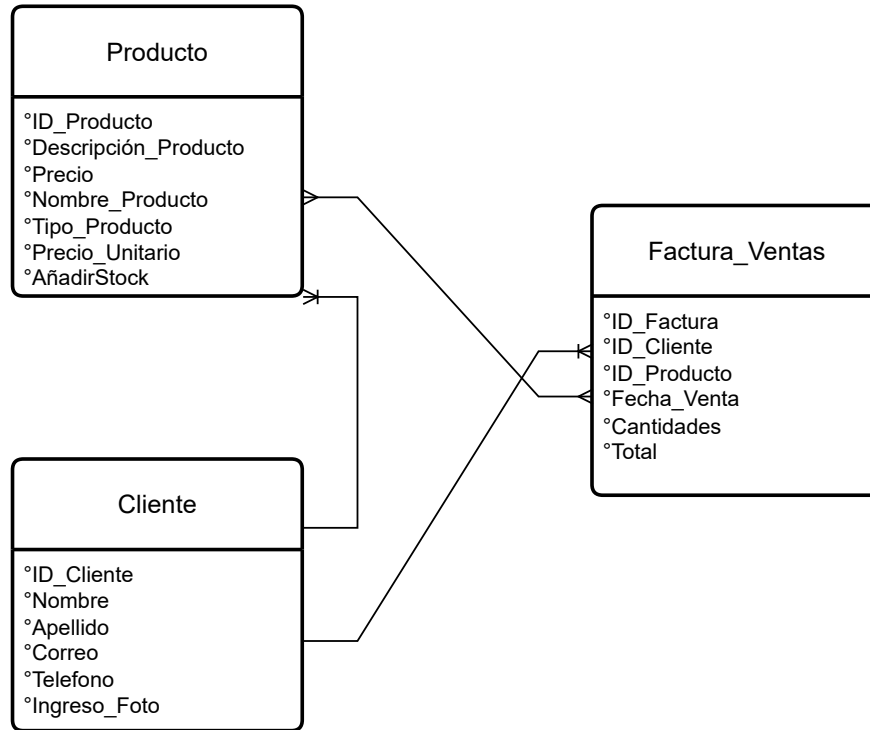 Producto
°ID_Producto
°Descripción_Producto
°Precio
°Nombre_Producto
°Tipo_Producto
°Precio_Unitario
°AñadirStock
Factura_Ventas
°ID_Factura
°ID_Cliente
°ID_Producto
°Fecha_Venta
°Cantidades
°Total
Cliente
°ID_Cliente
°Nombre
°Apellido
°Correo
°Telefono
°Ingreso_Foto